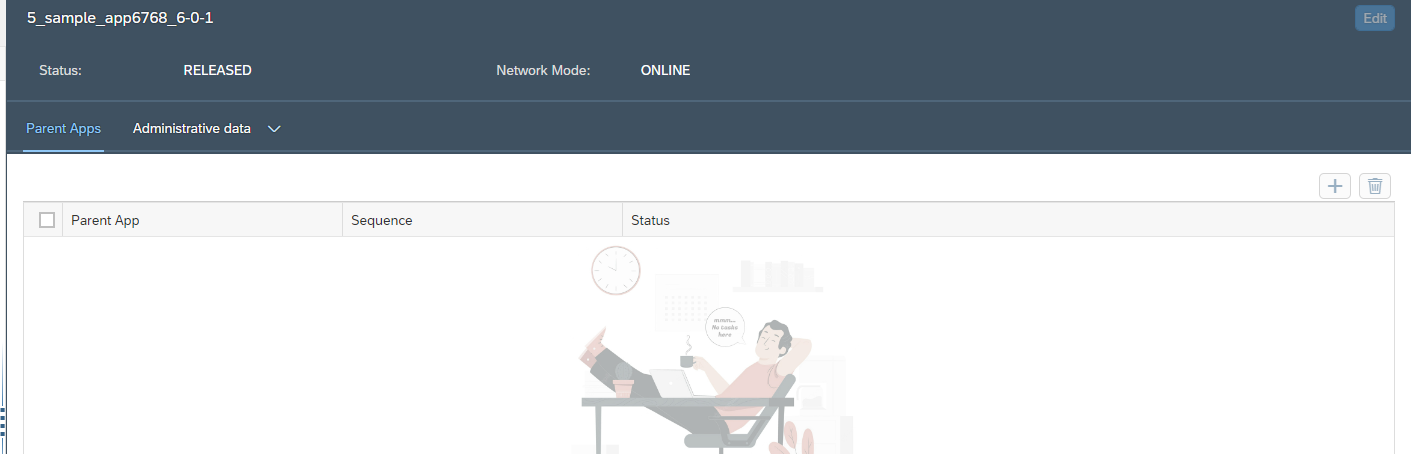 5_sample_app6768_6-0-1
Edit
Status: RELEASED Network Mode: ONLINE
Parent Apps Administrative data
Parent App Sequence Status
mmm...
No tasks
here